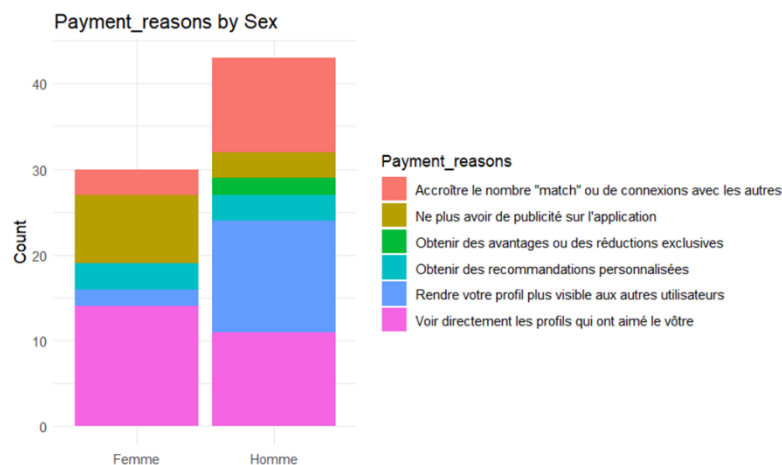 Payment_reasons by Sex
Count
40
30
20
10
0
Femme
Homme
Payment_reasons
Accroître le nombre "match" ou de connexions avec les autres
Ne plus avoir de publicité sur l'application
Obtenir des avantages ou des réductions exclusives
Obtenir des recommandations personnalisées
Rendre votre profil plus visible aux autres utilisateurs
Voir directement les profils qui ont aimé le vôtre